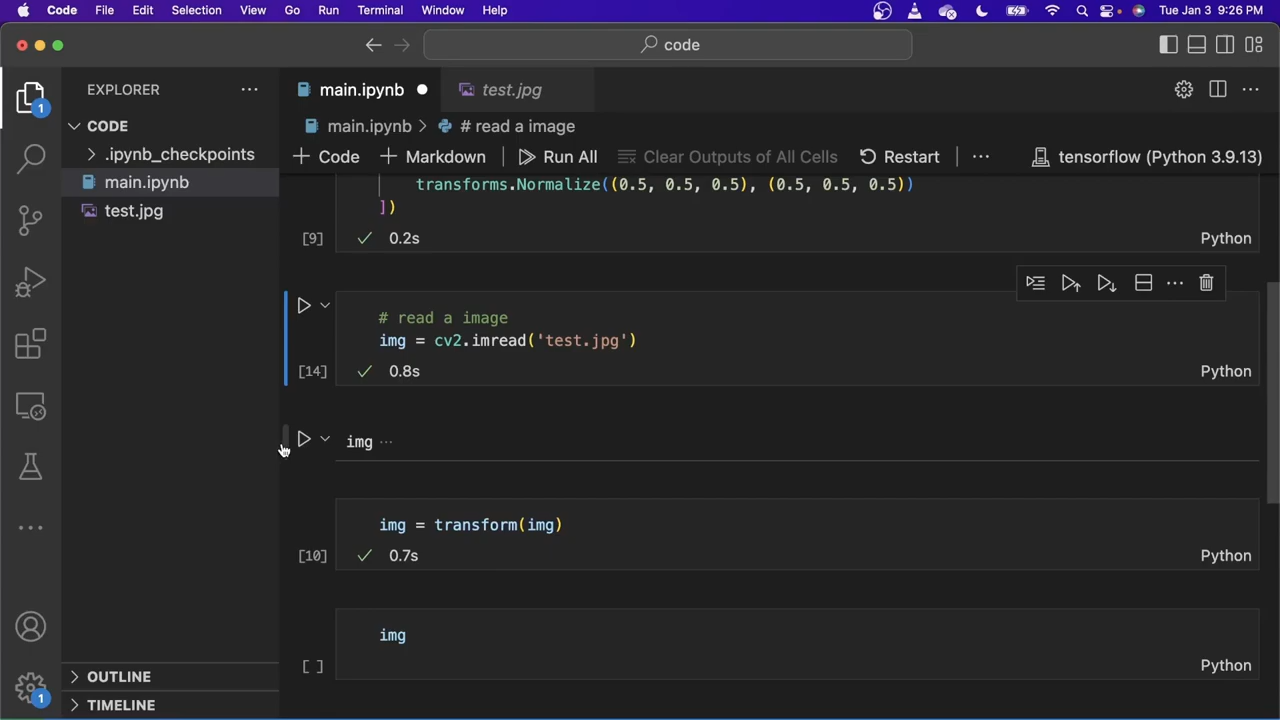 Code File Edit Selection View Go Run Terminal Window Help Tue Jan 3 9:26 PM
code
EXPLORER ··· main.ipynb test.jpg ···
CODE main.ipynb > # read a image
> .ipynb_checkpoints + Code + Markdown Run All Clear Outputs of All Cells Restart ··· tensorflow (Python 3.9.13)
main.ipynb
test.jpg
transforms.Normalize((0.5, 0.5, 0.5), (0.5, 0.5, 0.5))
])
[9] ✓ 0.2s Python
# read a image
img = cv2.imread('test.jpg')
[14] ✓ 0.8s Python
img ···
img = transform(img)
[10] ✓ 0.7s Python
img
[ ] Python
OUTLINE
TIMELINE
1
1